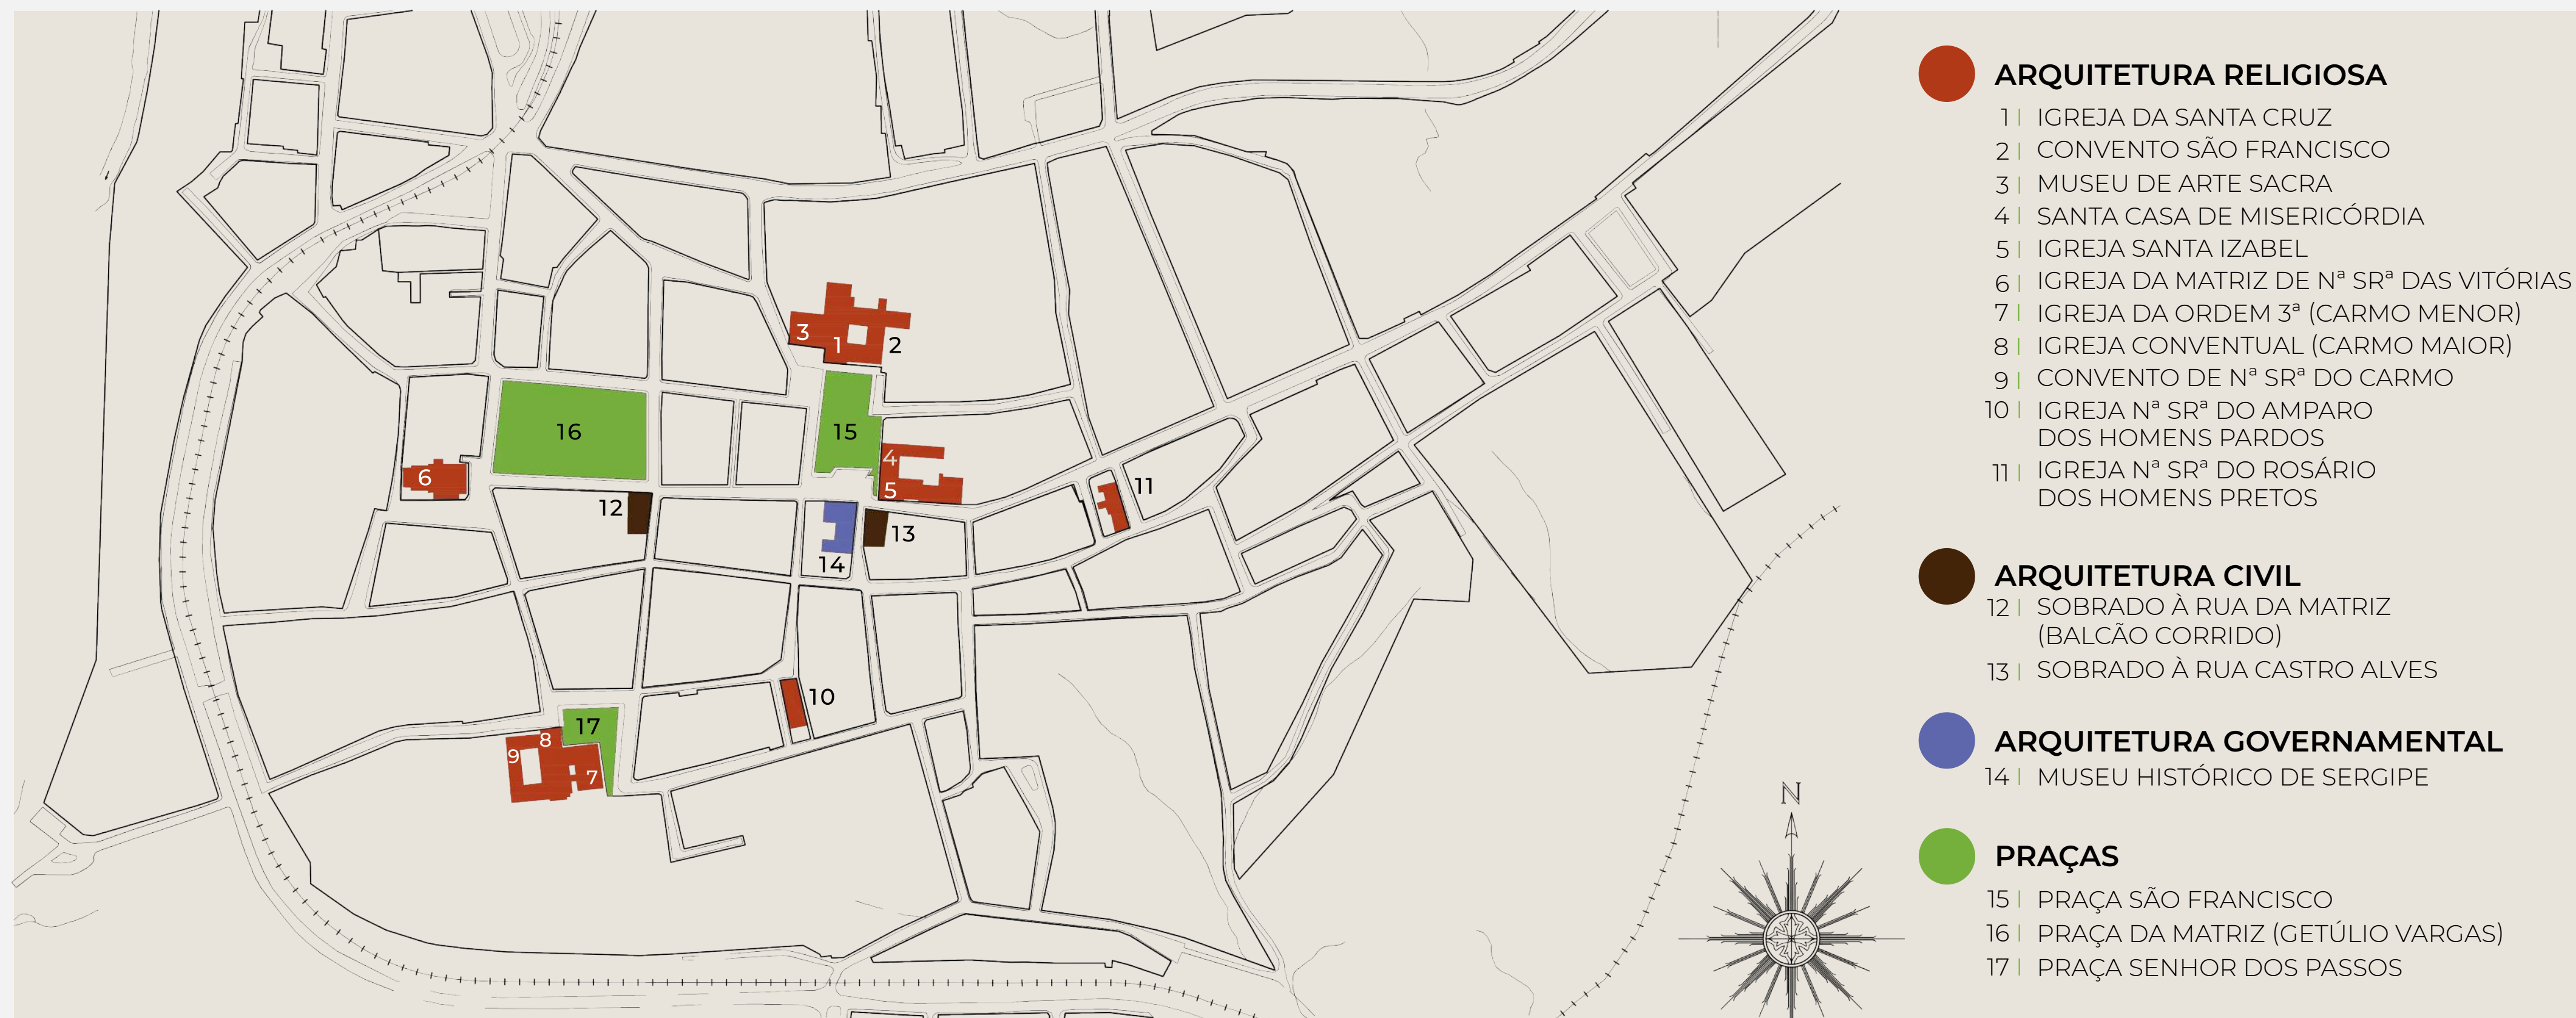 3
1
2
16
15
4
6
5
11
12
13
14
10
17
8
9
7
N
ARQUITETURA RELIGIOSA
1 | IGREJA DA SANTA CRUZ
2 | CONVENTO SÃO FRANCISCO
3 | MUSEU DE ARTE SACRA
4 | SANTA CASA DE MISERICÓRDIA
5 | IGREJA SANTA IZABEL
6 | IGREJA DA MATRIZ DE Nª SRª DAS VITÓRIAS
7 | IGREJA DA ORDEM 3ª (CARMO MENOR)
8 | IGREJA CONVENTUAL (CARMO MAIOR)
9 | CONVENTO DE Nª SRª DO CARMO
10 | IGREJA Nª SRª DO AMPARO
DOS HOMENS PARDOS
11 | IGREJA Nª SRª DO ROSÁRIO
DOS HOMENS PRETOS
ARQUITETURA CIVIL
12 | SOBRADO À RUA DA MATRIZ
(BALCÃO CORRIDO)
13 | SOBRADO À RUA CASTRO ALVES
ARQUITETURA GOVERNAMENTAL
14 | MUSEU HISTÓRICO DE SERGIPE
PRAÇAS
15 | PRAÇA SÃO FRANCISCO
16 | PRAÇA DA MATRIZ (GETÚLIO VARGAS)
17 | PRAÇA SENHOR DOS PASSOS